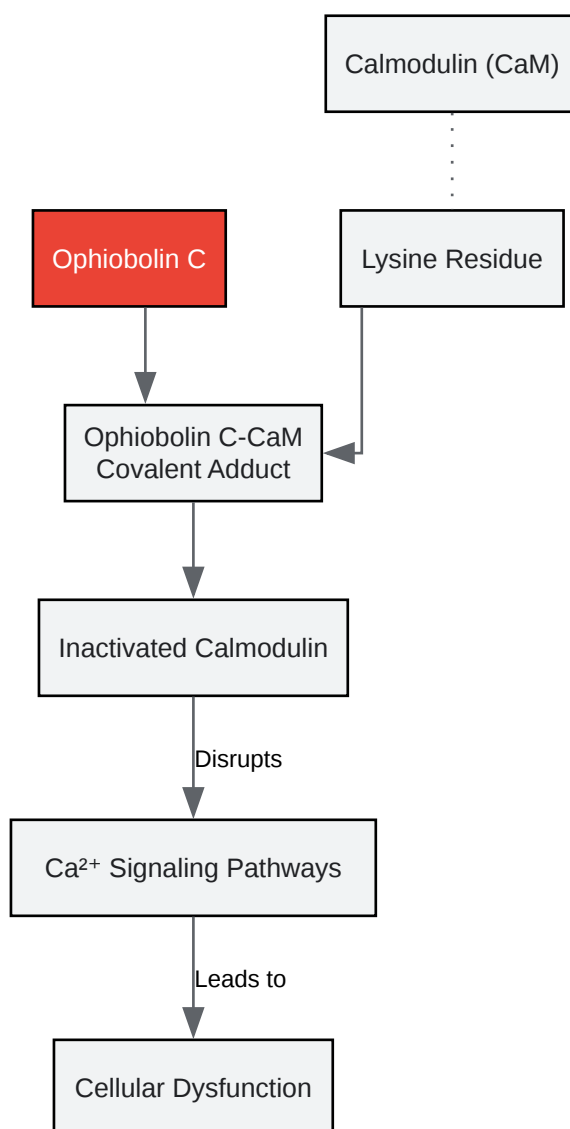 Calmodulin (CaM)
Ophiobolin C
Lysine Residue
Ophiobolin C-CaM
Covalent Adduct
Inactivated Calmodulin
Disrupts
Ca²⁺ Signaling Pathways
Leads to
Cellular Dysfunction